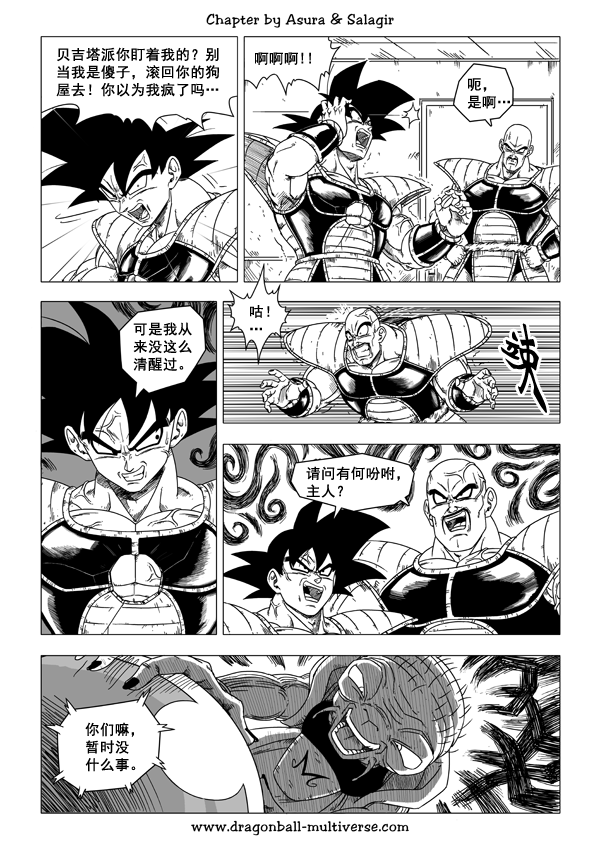 Chapter by Asura & Salagir
贝吉塔派你盯着我的？别
当我是傻子，滚回你的狗
屋去！你以为我疯了吗…
啊啊啊!!
呃，
是啊…
可是我从
来没这么
清醒过。
咕！
…
请问有何吩咐，
主人？
你们嘛，
暂时没
什么事。
www.dragonball-multiverse.com